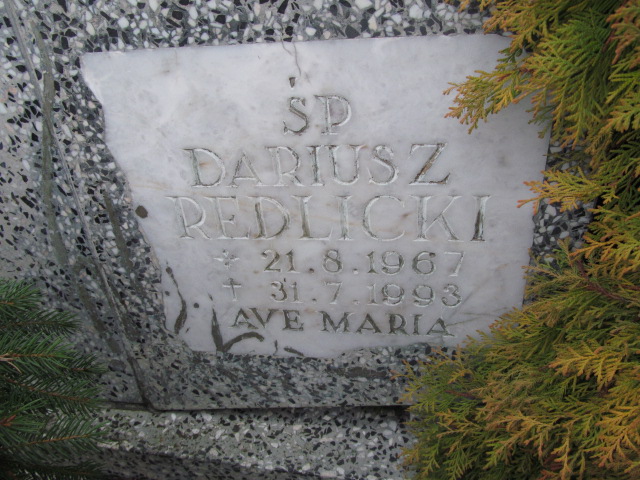 ŚP
DARIUSZ
REDLICKI
* 21.8.1967
† 31.7.1993
AVE MARIA